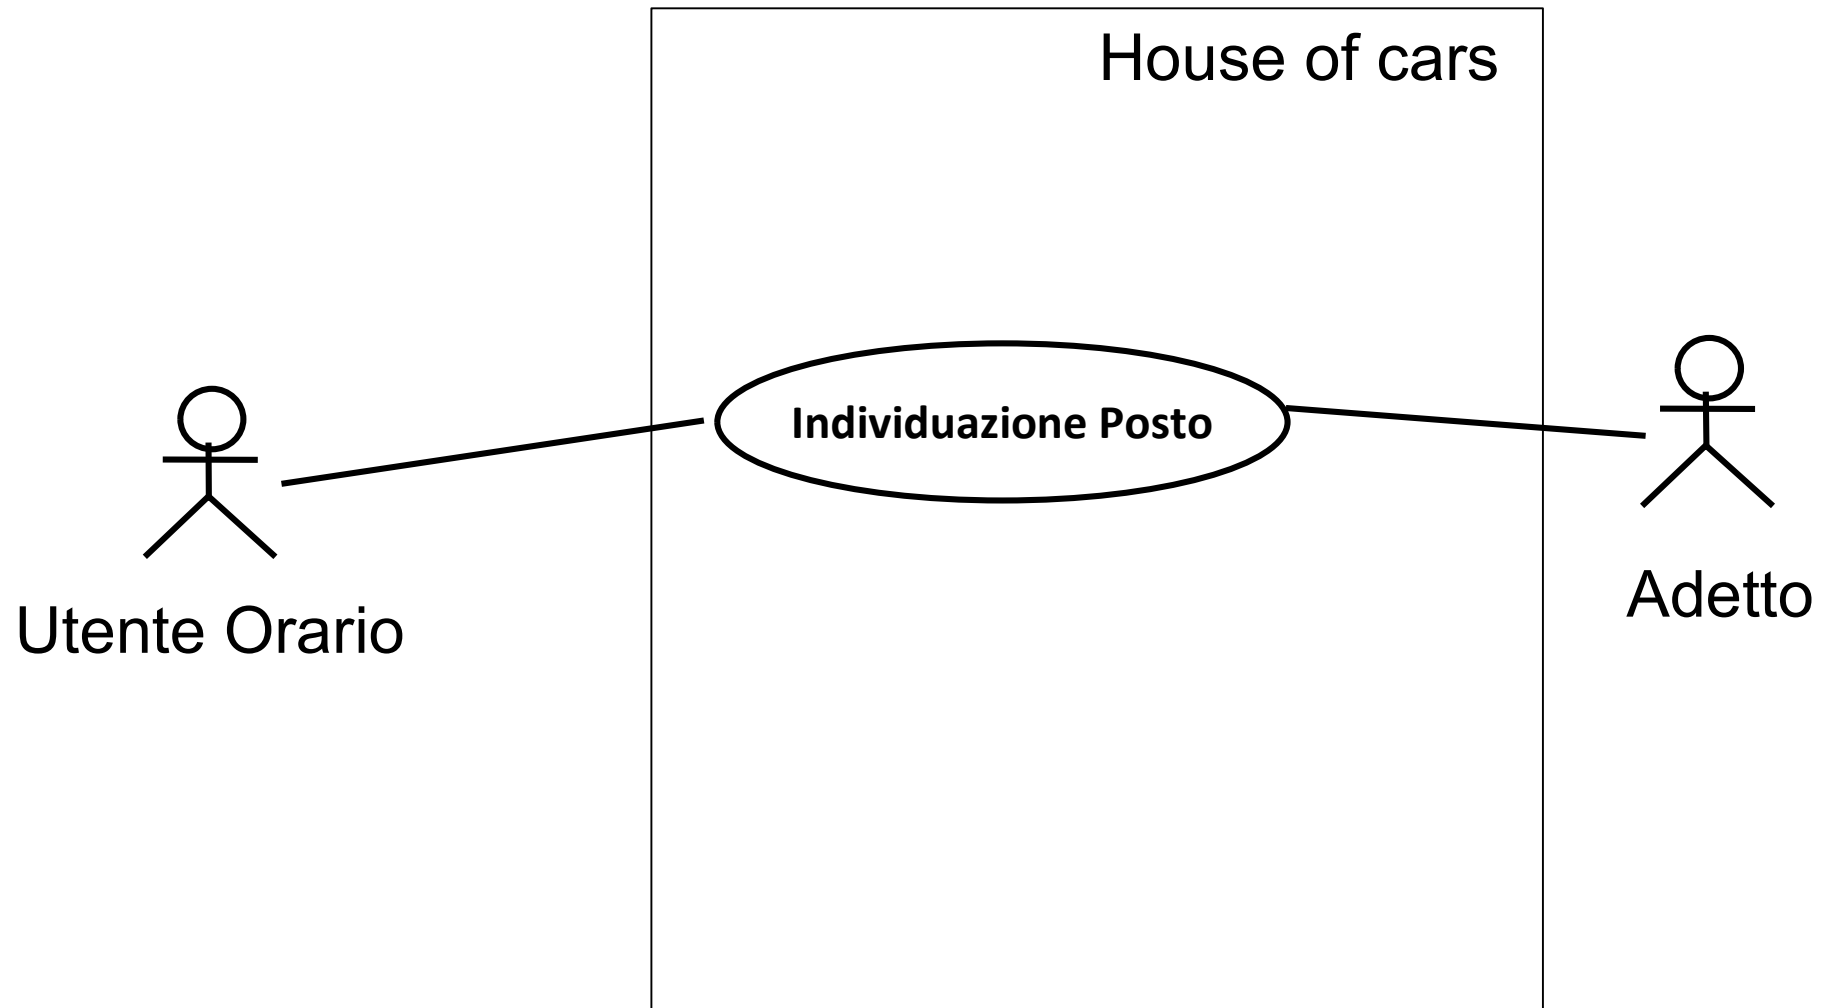 House of cars
Individuazione Posto
Utente Orario
Adetto